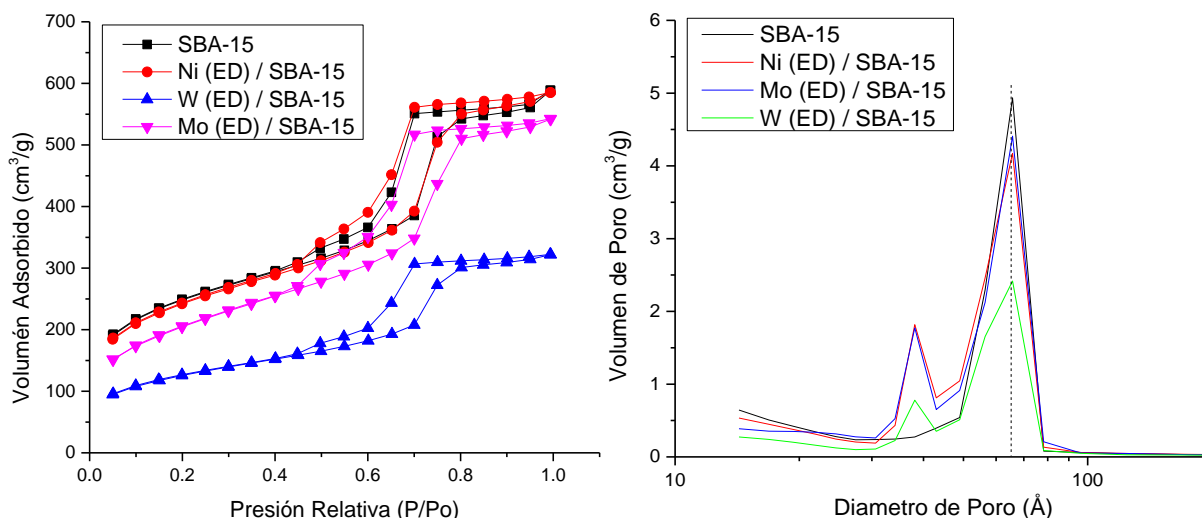 700
600
500
400
300
200
100
0
Volumén Adsorbido (cm³/g)
SBA-15
Ni (ED) / SBA-15
W (ED) / SBA-15
Mo (ED) / SBA-15
0.0 0.2 0.4 0.6 0.8 1.0
Presión Relativa (P/Po)
6
5
4
3
2
1
0
Volumen de Poro (cm³/g)
SBA-15
Ni (ED) / SBA-15
Mo (ED) / SBA-15
W (ED) / SBA-15
10 100
Diametro de Poro (Å)